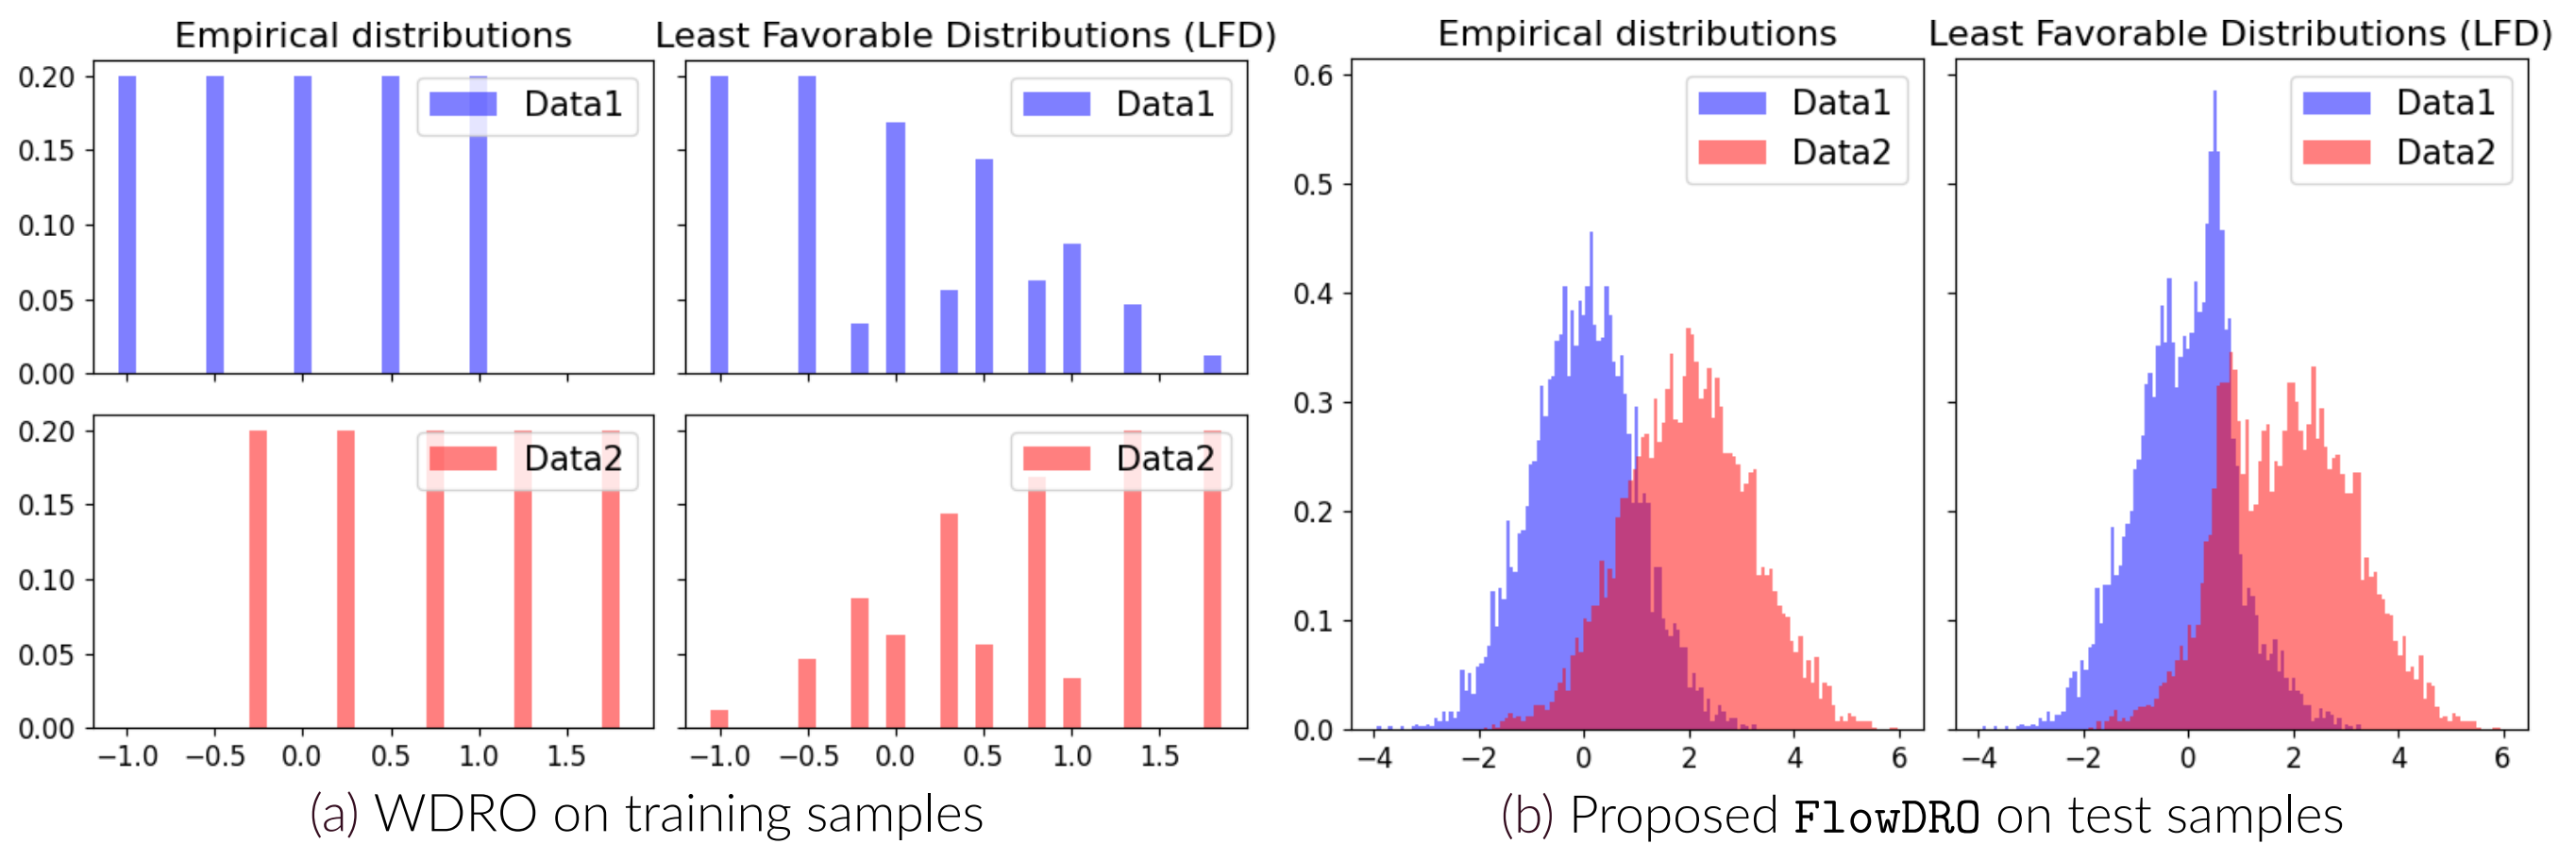 Empirical distributions
Least Favorable Distributions (LFD)
0.20
0.15
0.10
0.05
0.00
Data1
Data1
0.20
0.15
0.10
0.05
0.00
Data2
Data2
−1.0 −0.5 0.0 0.5 1.0 1.5
−1.0 −0.5 0.0 0.5 1.0 1.5
(a) WDRO on training samples
Empirical distributions
Least Favorable Distributions (LFD)
0.6
0.5
0.4
0.3
0.2
0.1
0.0
Data1
Data2
Data1
Data2
−4 −2 0 2 4 6
−4 −2 0 2 4 6
(b) Proposed FlowDRO on test samples